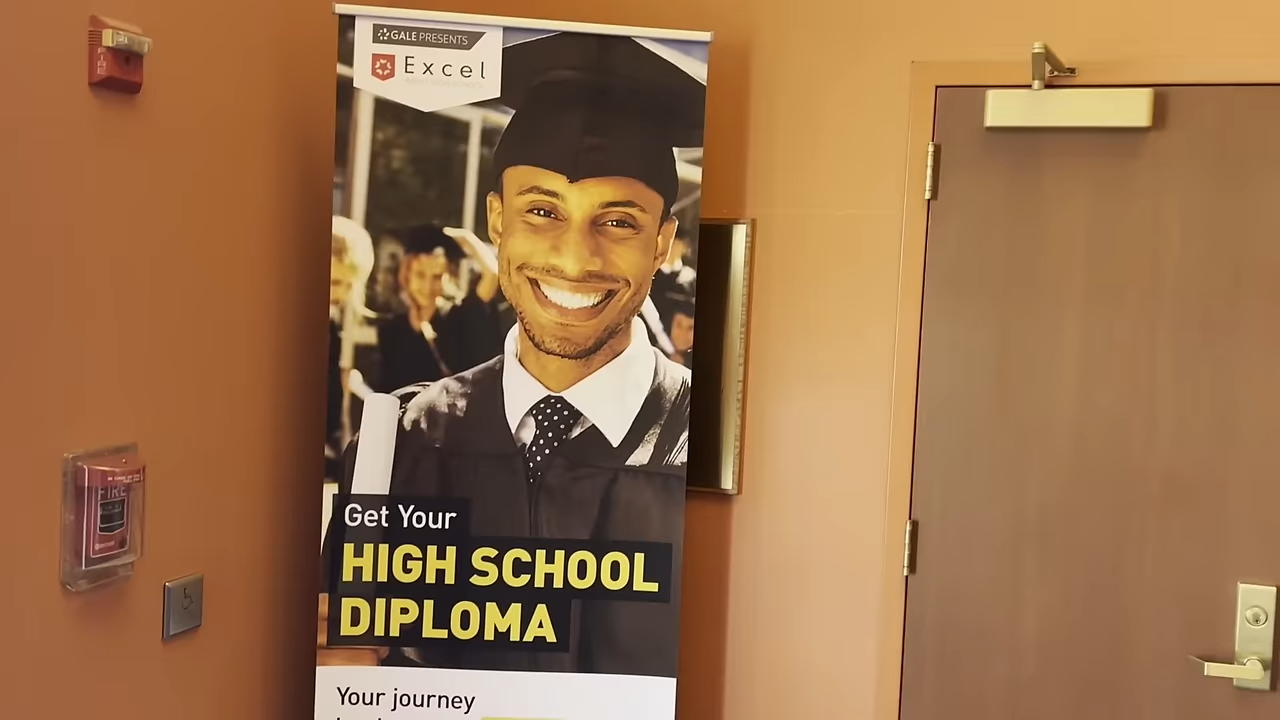 GALE PRESENTS
Excel
Get Your
HIGH SCHOOL
DIPLOMA
Your journey
FIRE